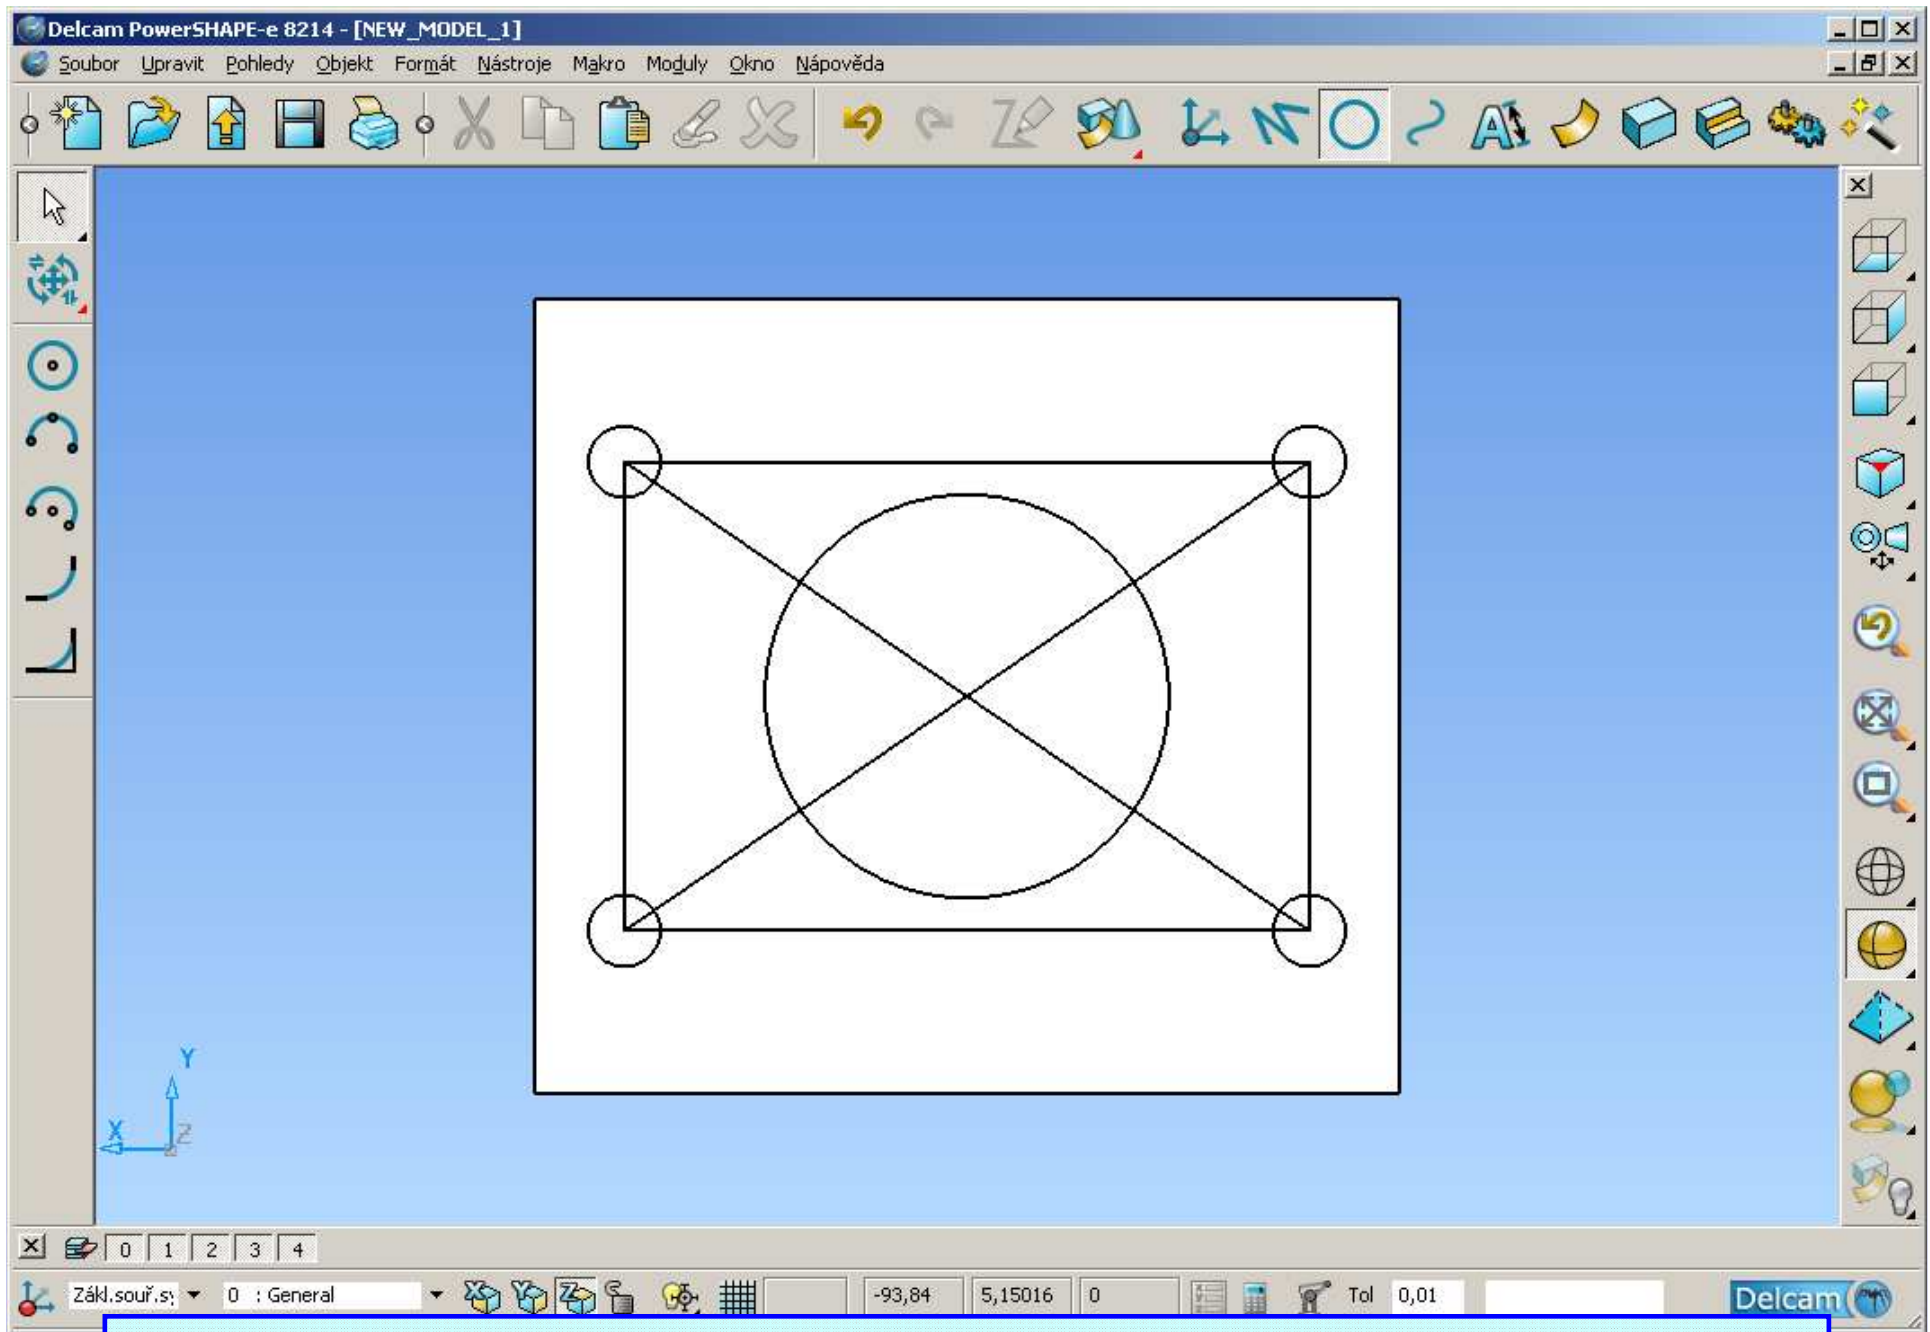 Delcam PowerSHAPE-e 8214 - [NEW_MODEL_1]
Soubor Upravit Pohledy Objekt Formát Nástroje Makro Moduly Okno Nápověda
Y
X Z
0 1 2 3 4
Zákl.souř.sy 0 : General -93,84 5,15016 0 Tol 0,01 Delcam